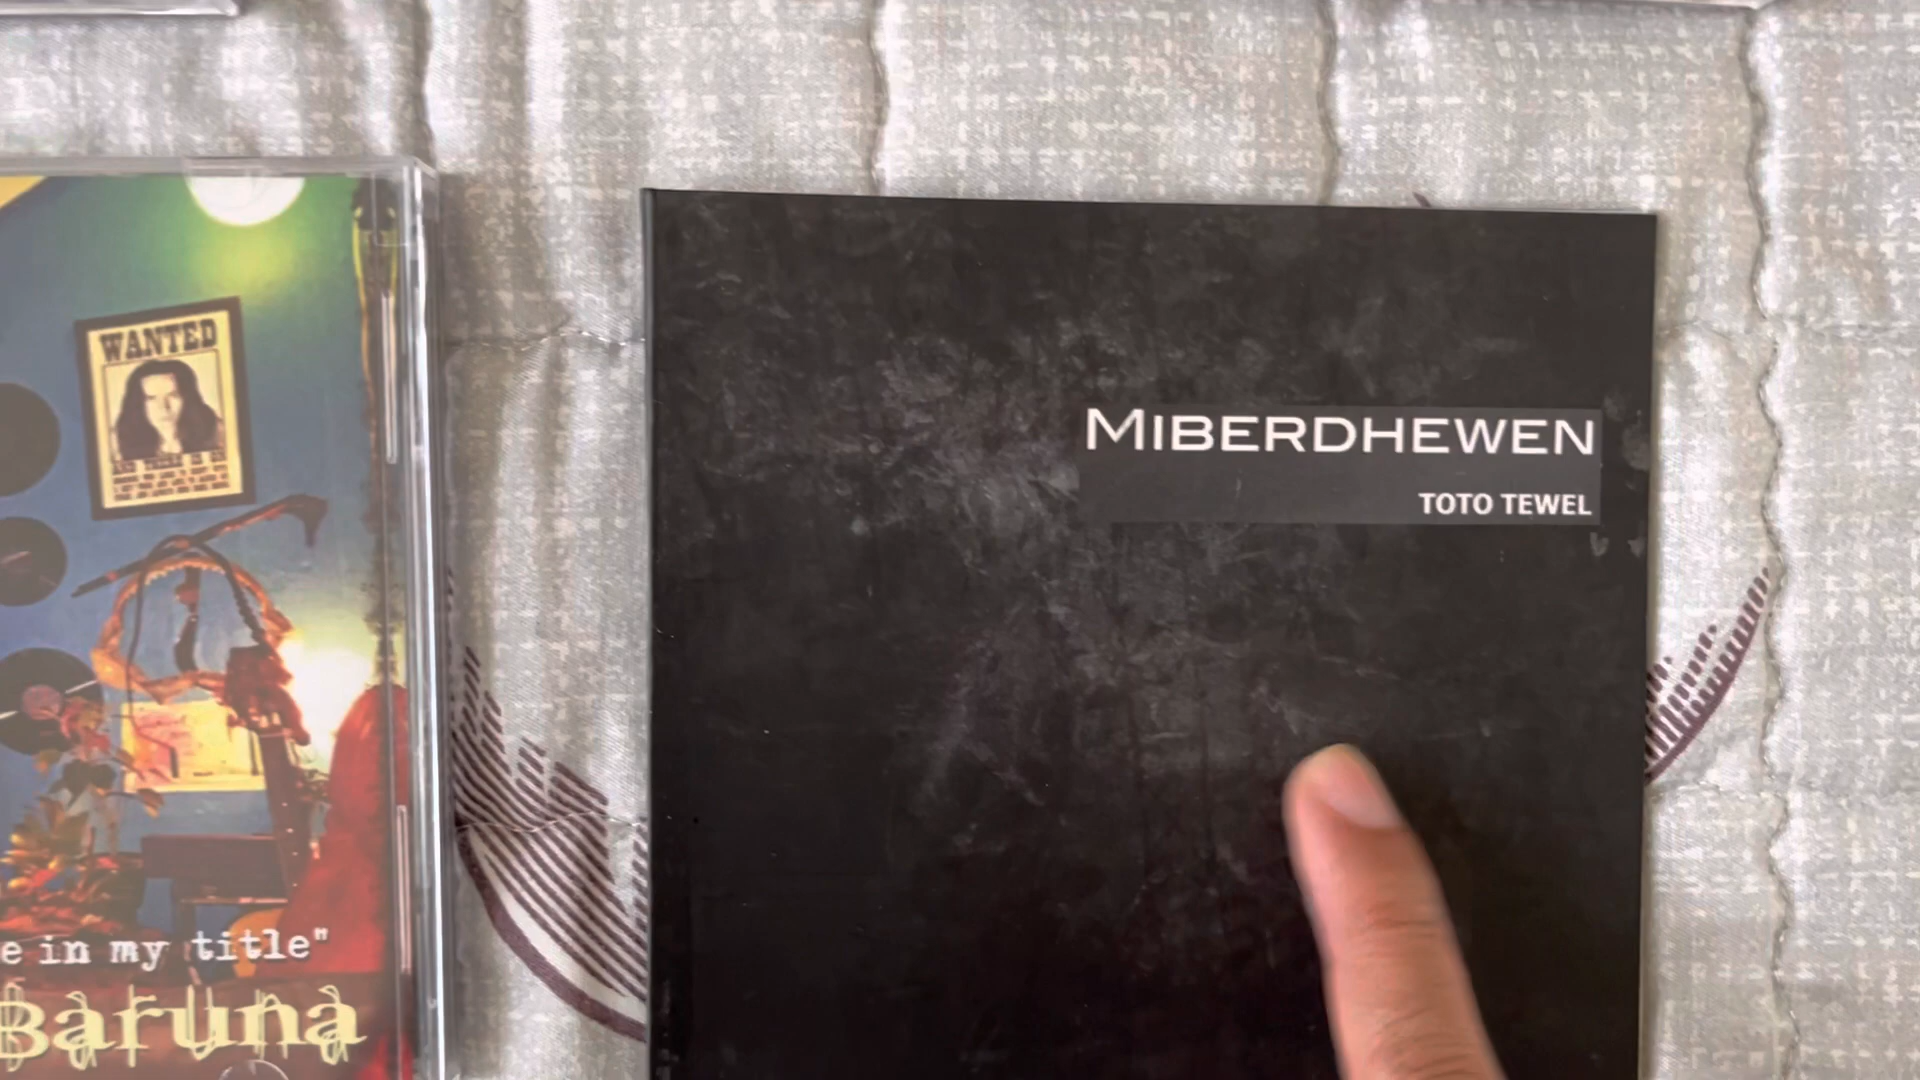 WANTED
MIBERDHEWEN
TOTO TEWEL
e in my title"
Baruna